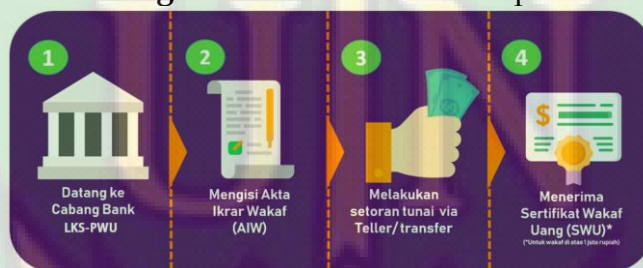 1
2
3
4
Datang ke
Cabang Bank
LKS-PWU
Mengisi Akta
Ikrar Wakaf
(AIW)
Melakukan
setoran tunai via
Teller/transfer
Menerima
Sertifikat Wakaf
Uang (SWU)*
(*Untuk wakaf di atas 1 juta rupiah)